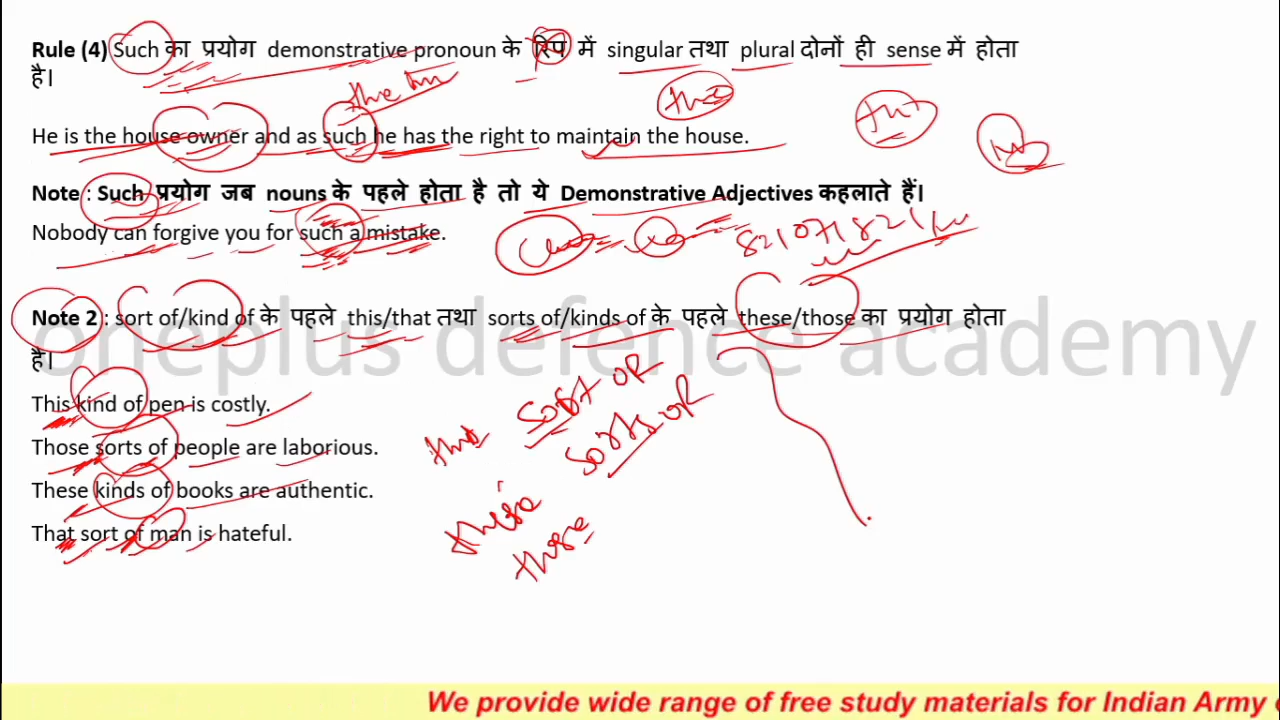 Rule (4) Such का प्रयोग demonstrative pronoun के रिप में singular तथा plural दोनों ही sense में होता
है।
He is the house owner and as such he has the right to maintain the house.
Note : Such प्रयोग जब nouns के पहले होता है तो ये Demonstrative Adjectives कहलाते हैं।
Nobody can forgive you for such a mistake.
Note 2 : sort of/kind of के पहले this/that तथा sorts of/kinds of के पहले these/those का प्रयोग होता
है।
oneplus defence academy
This kind of pen is costly.
Those sorts of people are laborious.
These kinds of books are authentic.
That sort of man is hateful.
sort of
sorts of
these
those
We provide wide range of free study materials for Indian Army